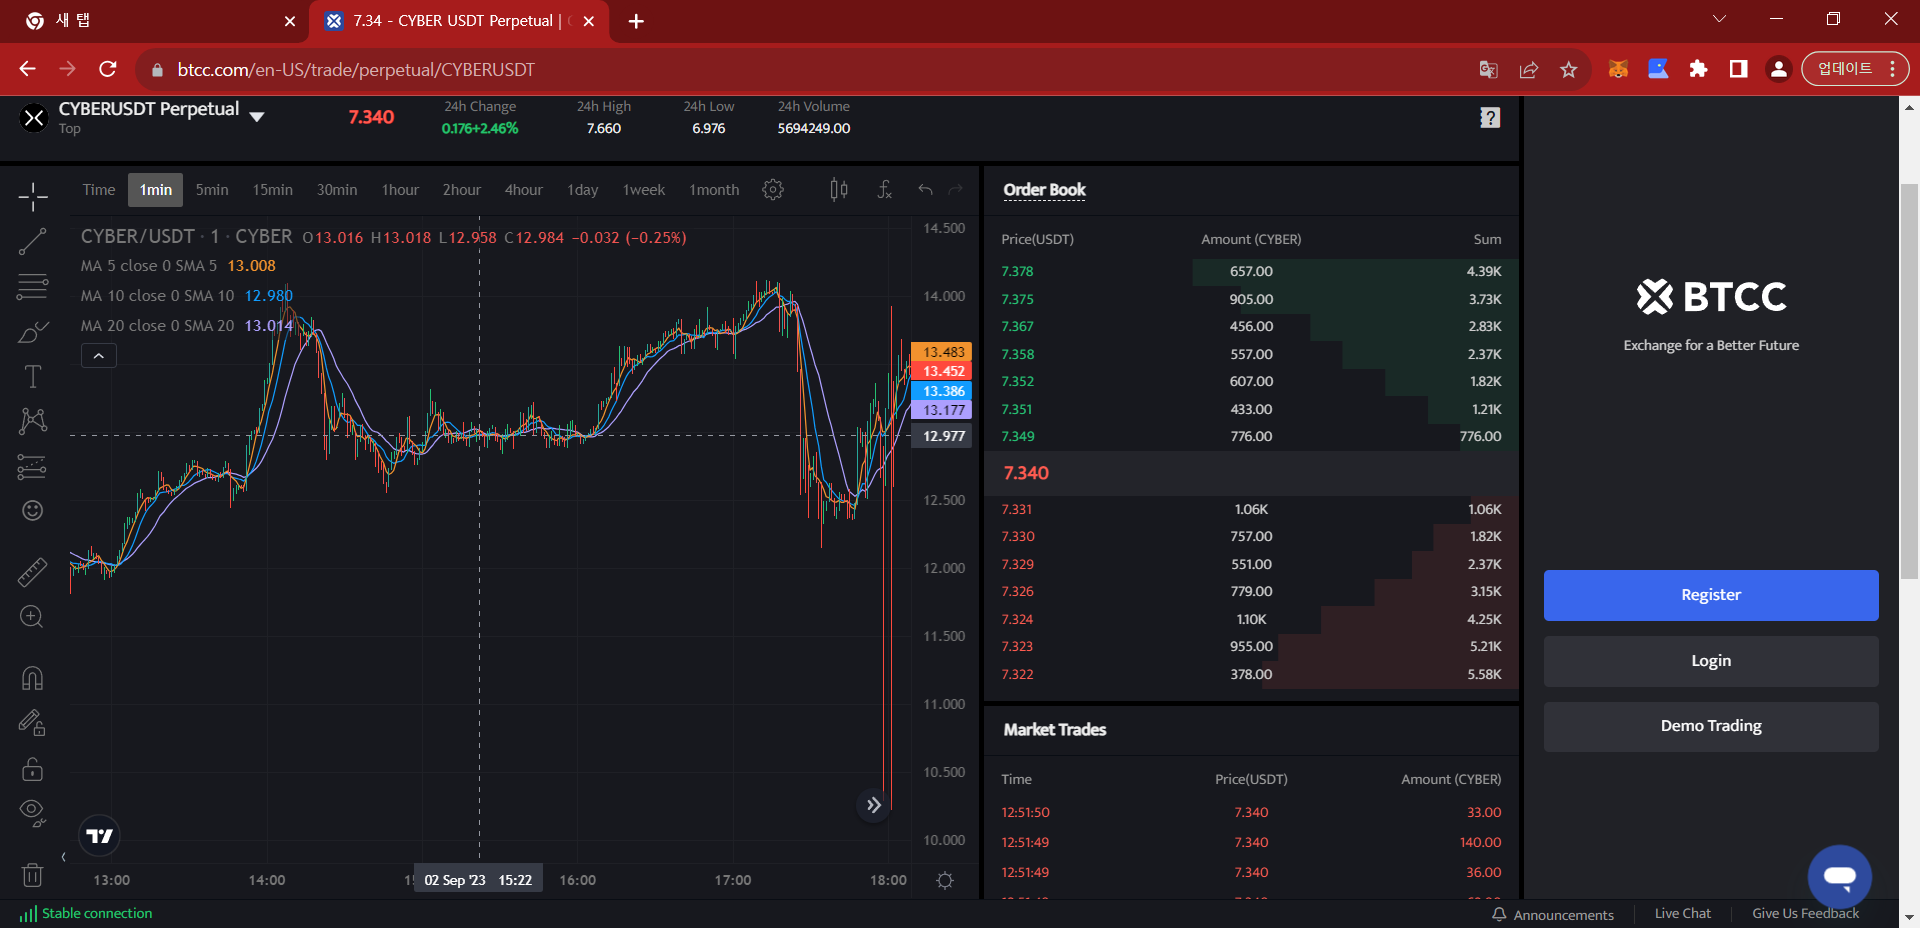 새 탭
7.34 - CYBER USDT Perpetual |
btcc.com/en-US/trade/perpetual/CYBERUSDT
업데이트
CYBERUSDT Perpetual
Top
7.340
24h Change
0.176+2.46%
24h High
7.660
24h Low
6.976
24h Volume
5694249.00
Time 1min 5min 15min 30min 1hour 2hour 4hour 1day 1week 1month
CYBER/USDT · 1 · CYBER O13.016 H13.018 L12.958 C12.984 −0.032 (−0.25%)
MA 5 close 0 SMA 5 13.008
MA 10 close 0 SMA 10 12.980
MA 20 close 0 SMA 20 13.014
14.500
14.000
13.483
13.452
13.386
13.177
12.977
12.500
12.000
11.500
11.000
10.500
10.000
13:00 14:00 02 Sep '23 15:22 16:00 17:00 18:00
Order Book
Price(USDT) Amount (CYBER) Sum
7.378 657.00 4.39K
7.375 905.00 3.73K
7.367 456.00 2.83K
7.358 557.00 2.37K
7.352 607.00 1.82K
7.351 433.00 1.21K
7.349 776.00 776.00
7.340
7.331 1.06K 1.06K
7.330 757.00 1.82K
7.329 551.00 2.37K
7.326 779.00 3.15K
7.324 1.10K 4.25K
7.323 955.00 5.21K
7.322 378.00 5.58K
Market Trades
Time Price(USDT) Amount (CYBER)
12:51:50 7.340 33.00
12:51:49 7.340 140.00
12:51:49 7.340 36.00
BTCC
Exchange for a Better Future
Register
Login
Demo Trading
Stable connection
Announcements
Live Chat
Give Us Feedback